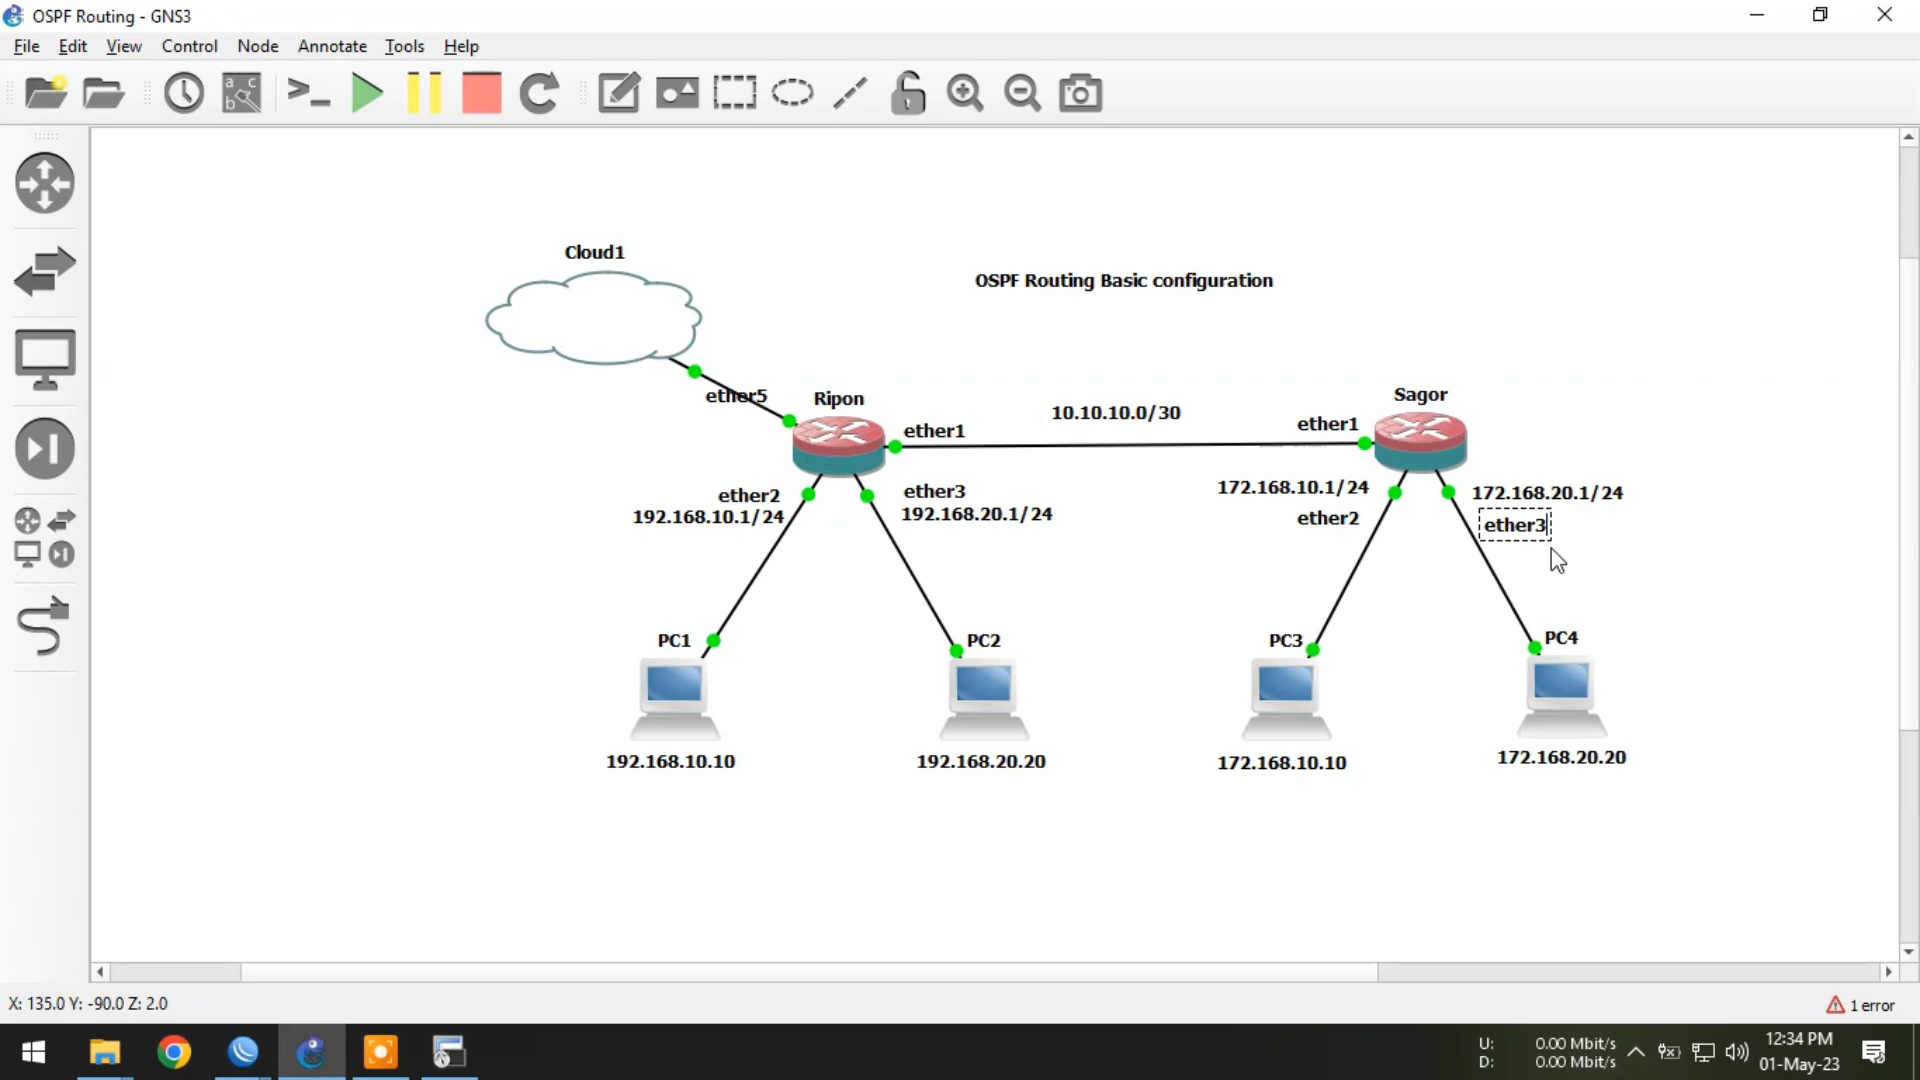 OSPF Routing - GNS3
File Edit View Control Node Annotate Tools Help
Cloud1
OSPF Routing Basic configuration
ether5
Ripon
ether1
10.10.10.0/30
ether1
Sagor
ether2
192.168.10.1/24
ether3
192.168.20.1/24
172.168.10.1/24
ether2
172.168.20.1/24
ether3
PC1
PC2
PC3
PC4
192.168.10.10
192.168.20.20
172.168.10.10
172.168.20.20
X: 135.0 Y: -90.0 Z: 2.0
1 error
U: 0.00 Mbit/s
D: 0.00 Mbit/s
12:34 PM
01-May-23